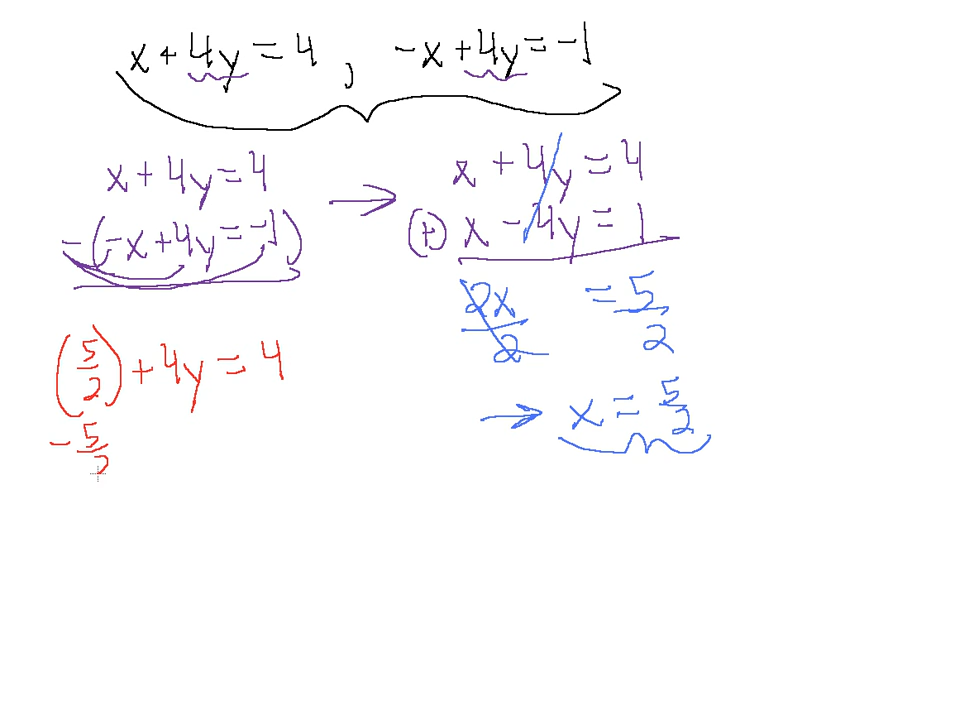 x + 4y = 4 , -x + 4y = -1
x + 4y = 4
-(-x + 4y = -1)
→ x + 4y = 4
(+) x - 4y = 1
2x/2 = 5/2
→ x = 5/2
(5/2) + 4y = 4
-5/2